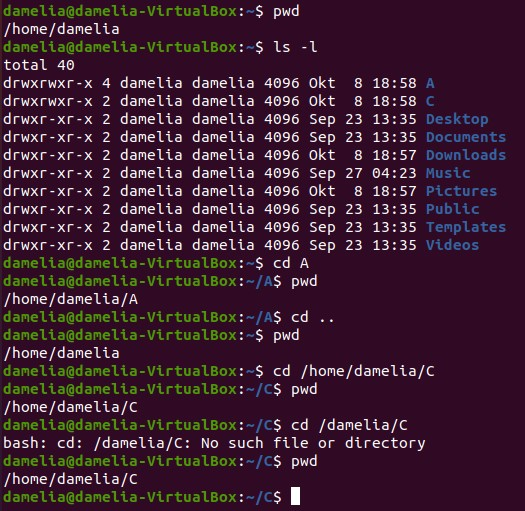 damelia@damelia-VirtualBox:~$ pwd
/home/damelia
damelia@damelia-VirtualBox:~$ ls -l
total 40
drwxrwxr-x 4 damelia damelia 4096 Okt  8 18:58 A
drwxrwxr-x 2 damelia damelia 4096 Okt  8 18:58 C
drwxr-xr-x 2 damelia damelia 4096 Sep 23 13:35 Desktop
drwxr-xr-x 2 damelia damelia 4096 Sep 23 13:35 Documents
drwxr-xr-x 2 damelia damelia 4096 Okt  8 18:57 Downloads
drwxr-xr-x 2 damelia damelia 4096 Sep 27 04:23 Music
drwxr-xr-x 2 damelia damelia 4096 Okt  8 18:57 Pictures
drwxr-xr-x 2 damelia damelia 4096 Sep 23 13:35 Public
drwxr-xr-x 2 damelia damelia 4096 Sep 23 13:35 Templates
drwxr-xr-x 2 damelia damelia 4096 Sep 23 13:35 Videos
damelia@damelia-VirtualBox:~$ cd A
damelia@damelia-VirtualBox:~/A$ pwd
/home/damelia/A
damelia@damelia-VirtualBox:~/A$ cd ..
damelia@damelia-VirtualBox:~$ pwd
/home/damelia
damelia@damelia-VirtualBox:~$ cd /home/damelia/C
damelia@damelia-VirtualBox:~/C$ pwd
/home/damelia/C
damelia@damelia-VirtualBox:~/C$ cd /damelia/C
bash: cd: /damelia/C: No such file or directory
damelia@damelia-VirtualBox:~/C$ pwd
/home/damelia/C
damelia@damelia-VirtualBox:~/C$